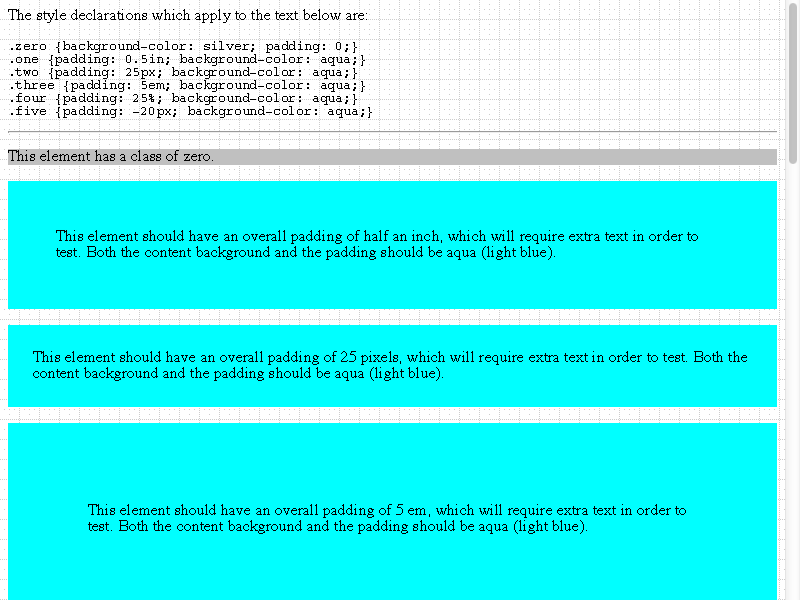 The style declarations which apply to the text below are:
.zero {background-color: silver; padding: 0;}
.one {padding: 0.5in; background-color: aqua;}
.two {padding: 25px; background-color: aqua;}
.three {padding: 5em; background-color: aqua;}
.four {padding: 25%; background-color: aqua;}
.five {padding: -20px; background-color: aqua;}
This element has a class of zero.
This element should have an overall padding of half an inch, which will require extra text in order to
test. Both the content background and the padding should be aqua (light blue).
This element should have an overall padding of 25 pixels, which will require extra text in order to test. Both the
content background and the padding should be aqua (light blue).
This element should have an overall padding of 5 em, which will require extra text in order to
test. Both the content background and the padding should be aqua (light blue).